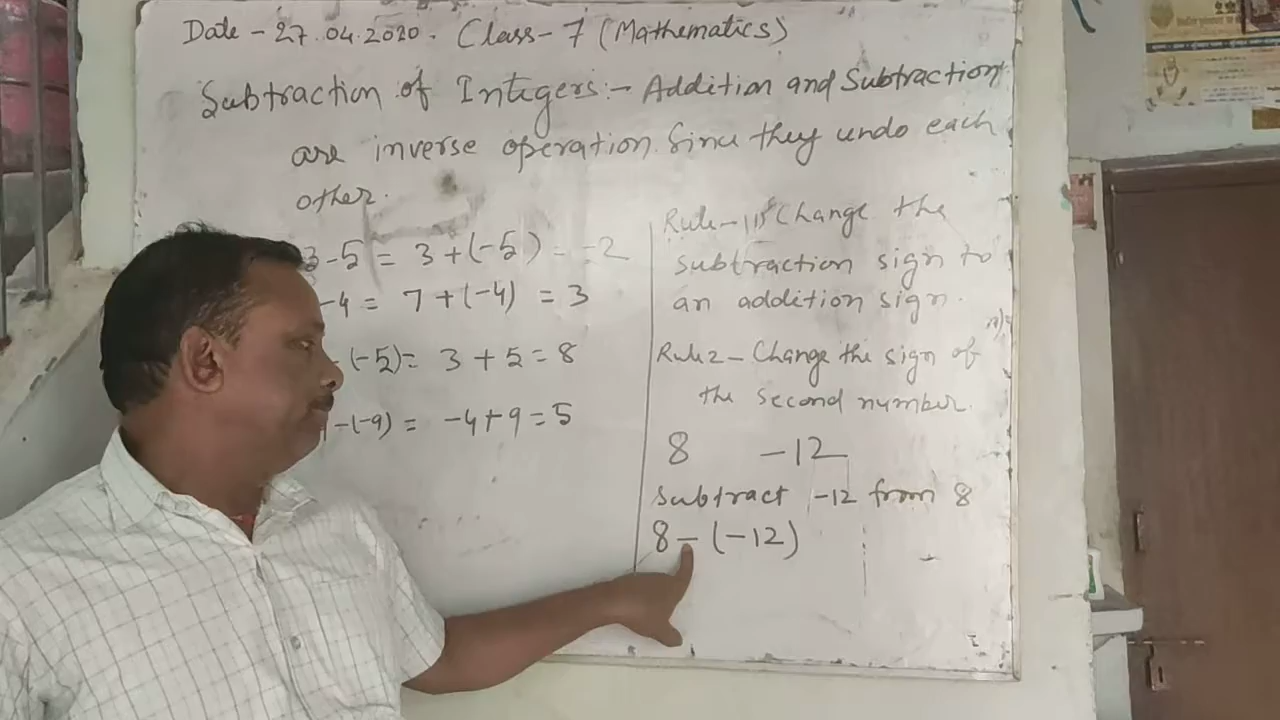 Date - 27.04.2020. Class - 7 (Mathematics)
Subtraction of Integers:- Addition and Subtraction
are inverse operation. Since they undo each
other.
3-5 = 3+(-5) = -2
-4 = 7+(-4) = 3
-(-5)= 3 + 5 = 8
-(-9) = -4+9 = 5
Rule-1 Change the
subtraction sign to
an addition sign.
Rule 2 - Change the sign of
the second number.
8 -12
Subtract -12 from 8
8-(-12)